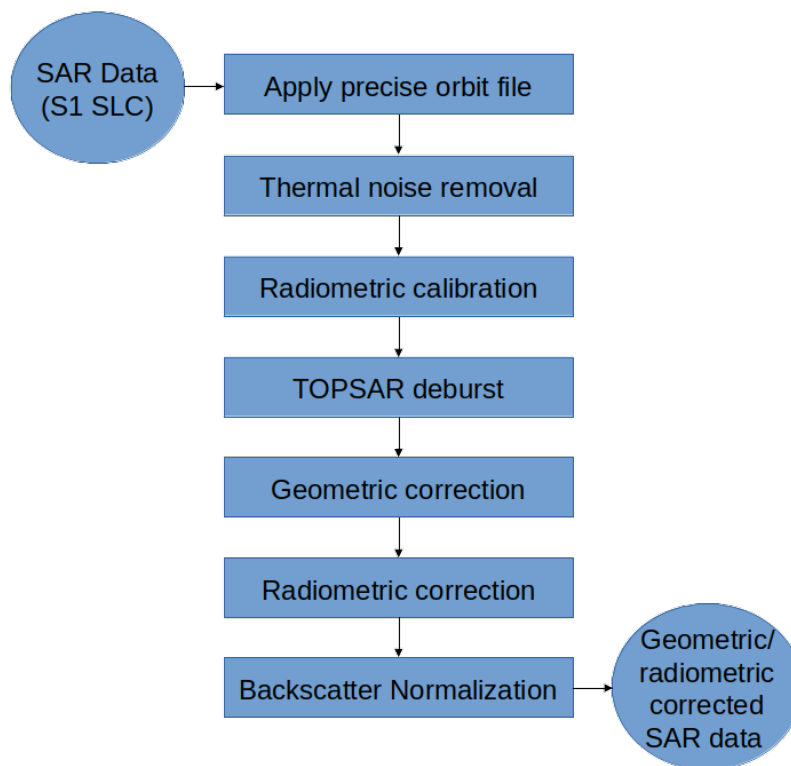 SAR Data
(S1 SLC)
Apply precise orbit file
Thermal noise removal
Radiometric calibration
TOPSAR deburst
Geometric correction
Radiometric correction
Backscatter Normalization
Geometric/
radiometric
corrected
SAR data